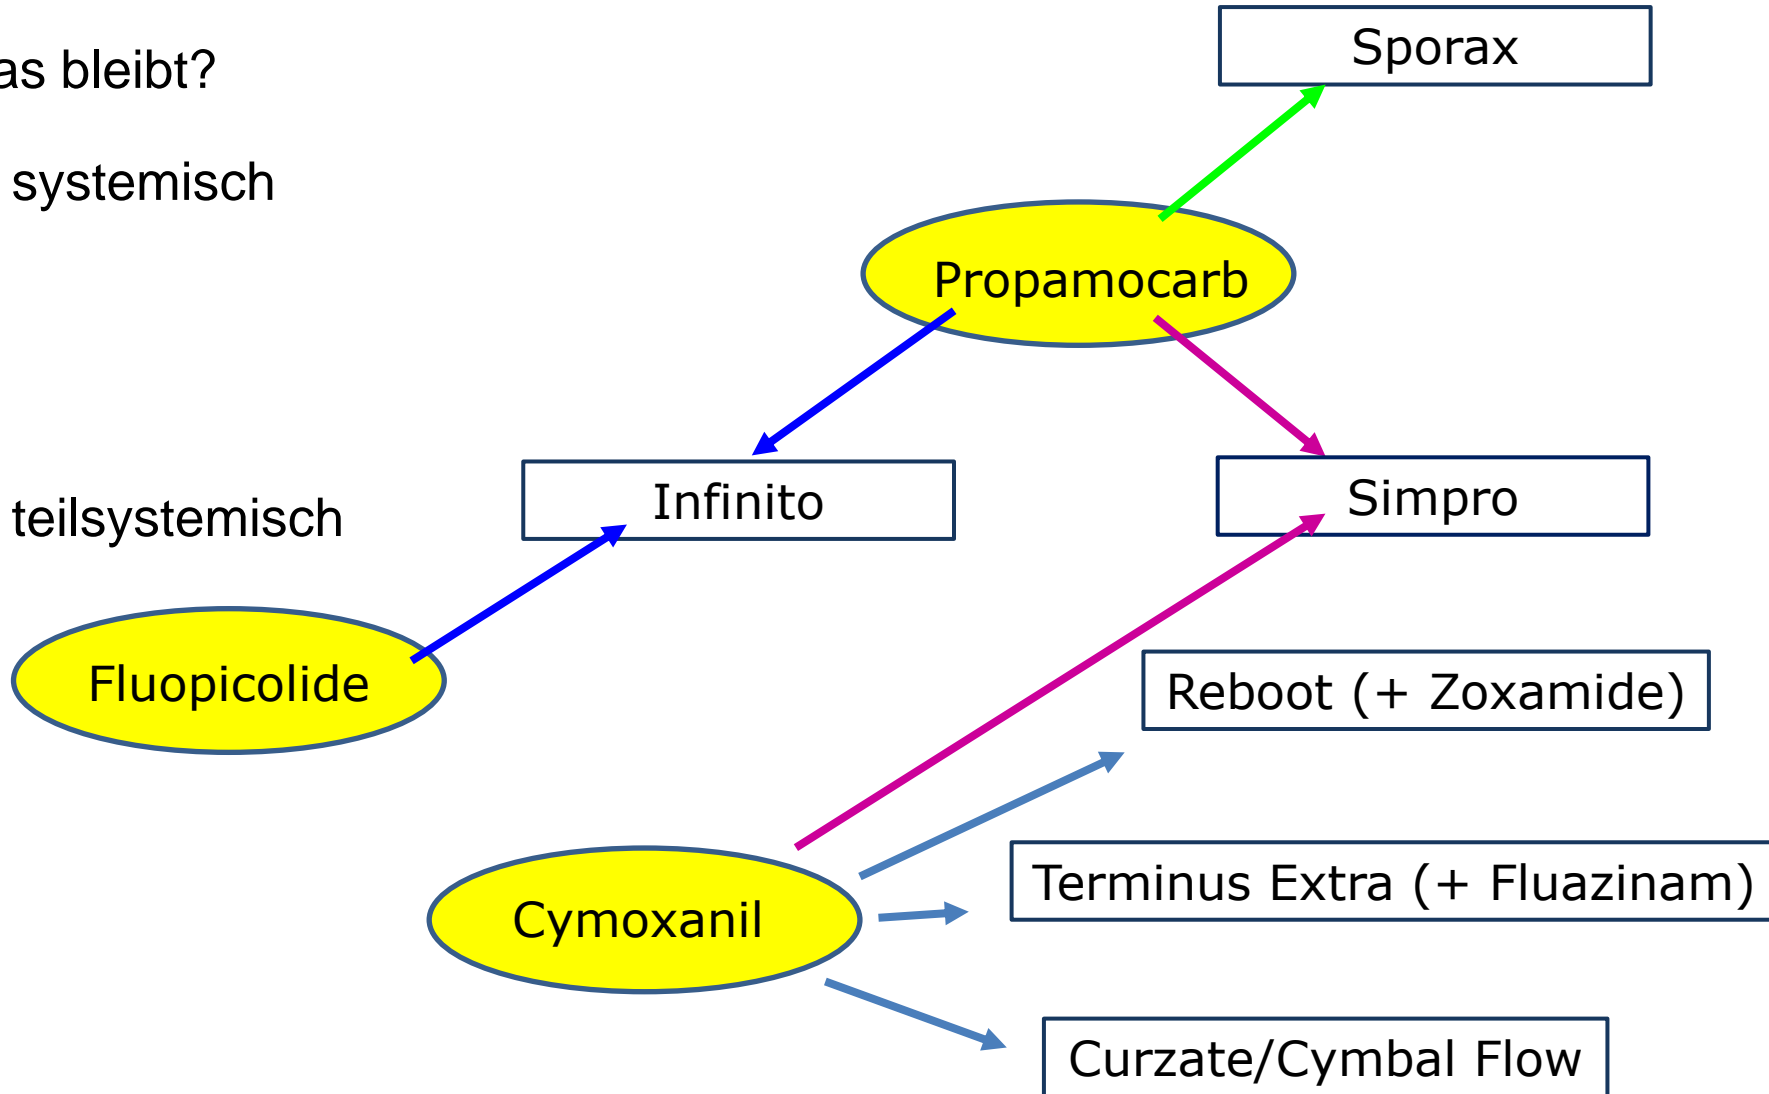 as bleibt?
Sporax
systemisch
Propamocarb
Infinito
Simpro
teilsystemisch
Fluopicolide
Reboot (+ Zoxamide)
Terminus Extra (+ Fluazinam)
Cymoxanil
Curzate/Cymbal Flow